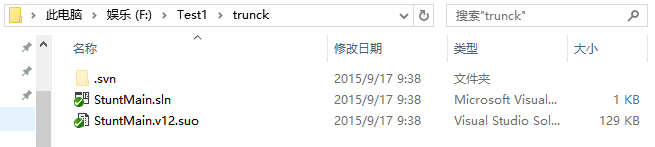 此电脑 › 娱乐 (F:) › Test1 › trunck 搜索"trunck"
名称 修改日期 类型 大小
.svn 2015/9/17 9:38 文件夹
StuntMain.sln 2015/9/17 9:38 Microsoft Visual... 1 KB
StuntMain.v12.suo 2015/9/17 9:38 Visual Studio Sol... 129 KB